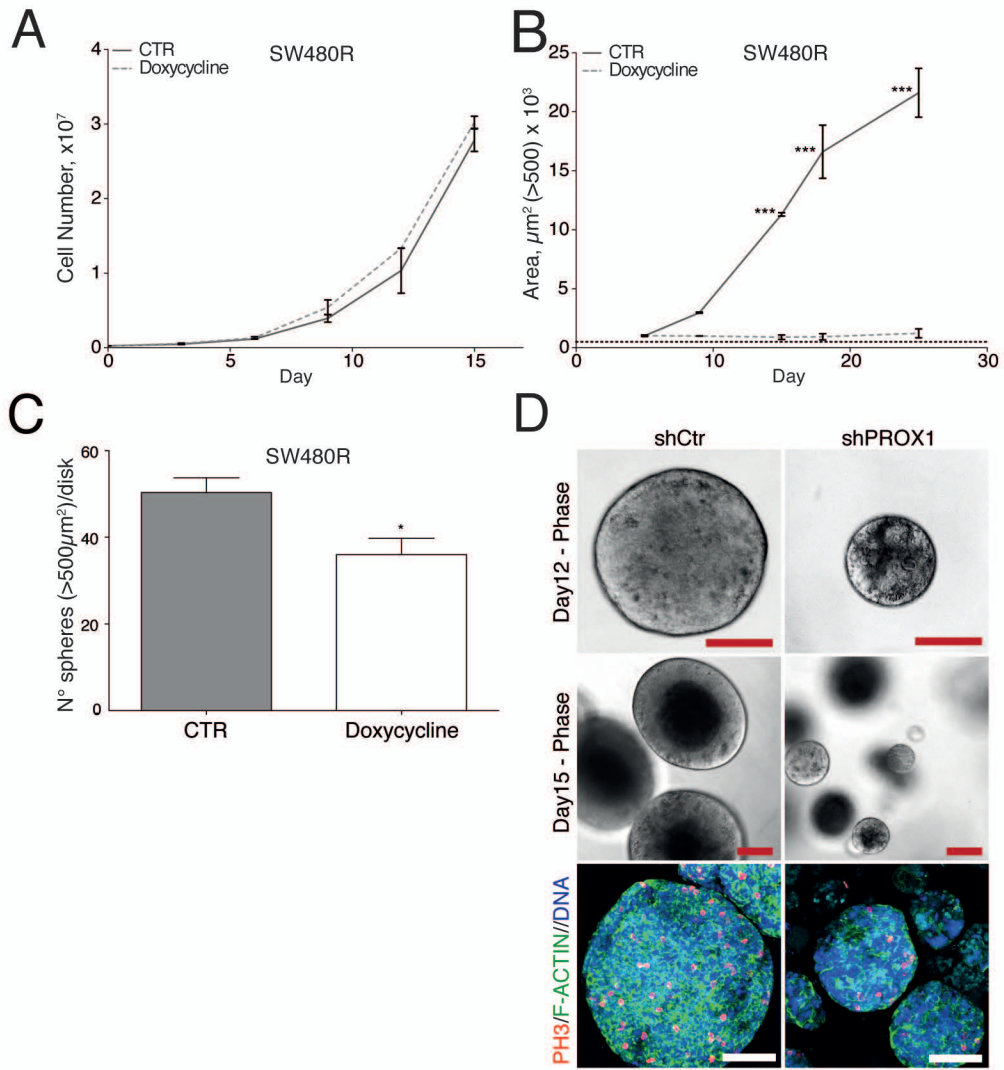 A
CTR
Doxycycline
SW480R
Cell Number, x10⁷
4
3
2
1
0
0 5 10 15
Day
B
CTR
Doxycycline
SW480R
Area, µm² (>500) x 10³
25
20
15
10
5
0
***
***
***
0 10 20 30
Day
C
SW480R
N° spheres (>500µm²)/disk
60
40
20
0
*
CTR Doxycycline
D
shCtr shPROX1
Day12 - Phase
Day15 - Phase
PH3/F-ACTIN//DNA